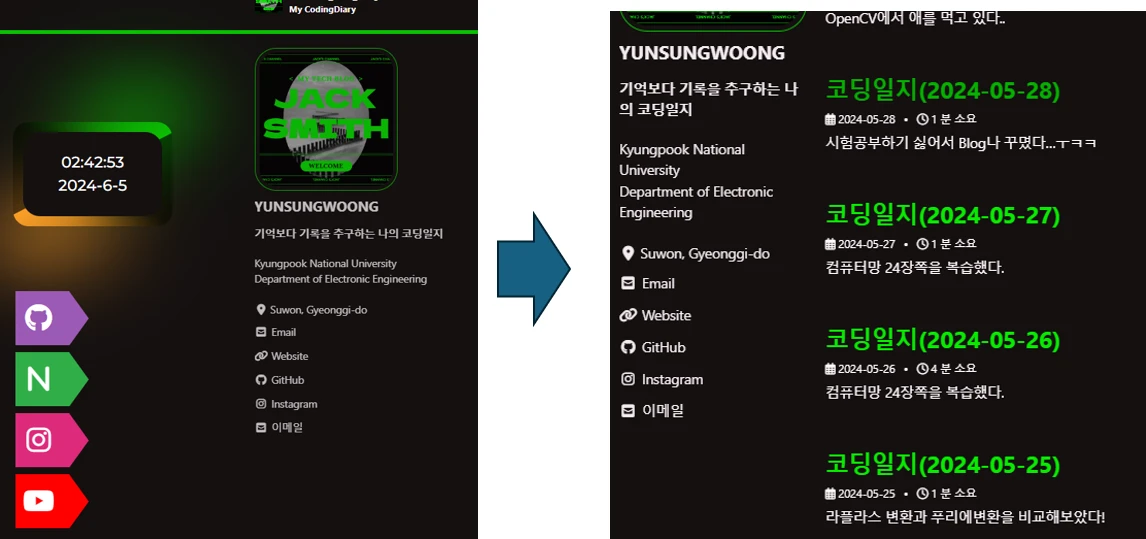 My CodingDiary
< MY-TECH-BLOG >
JACK
SMITH
WELCOME
02:42:53
2024-6-5
YUNSUNGWOONG
기억보다 기록을 추구하는 나의 코딩일지
Kyungpook National University
Department of Electronic Engineering
Suwon, Gyeonggi-do
Email
Website
GitHub
Instagram
이메일
N
YUNSUNGWOONG
기억보다 기록을 추구하는 나
의 코딩일지
Kyungpook National
University
Department of Electronic
Engineering
Suwon, Gyeonggi-do
Email
Website
GitHub
Instagram
이메일
OpenCV에서 애를 먹고 있다..
코딩일지(2024-05-28)
2024-05-28 • 1 분 소요
시험공부하기 싫어서 Blog나 꾸몄다...ㅜㅋㅋ
코딩일지(2024-05-27)
2024-05-27 • 1 분 소요
컴퓨터망 24장쪽을 복습했다.
코딩일지(2024-05-26)
2024-05-26 • 4 분 소요
컴퓨터망 24장쪽을 복습했다.
코딩일지(2024-05-25)
2024-05-25 • 1 분 소요
라플라스 변환과 푸리에변환을 비교해보았다!